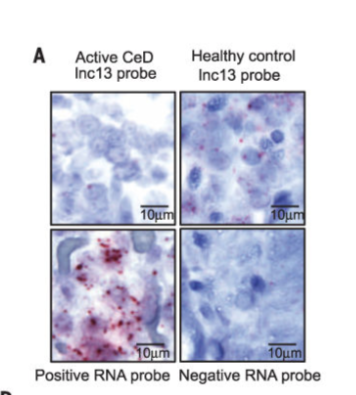 A
Active CeD
lnc13 probe
Healthy control
lnc13 probe
10μm
10μm
10μm
10μm
Positive RNA probe
Negative RNA probe